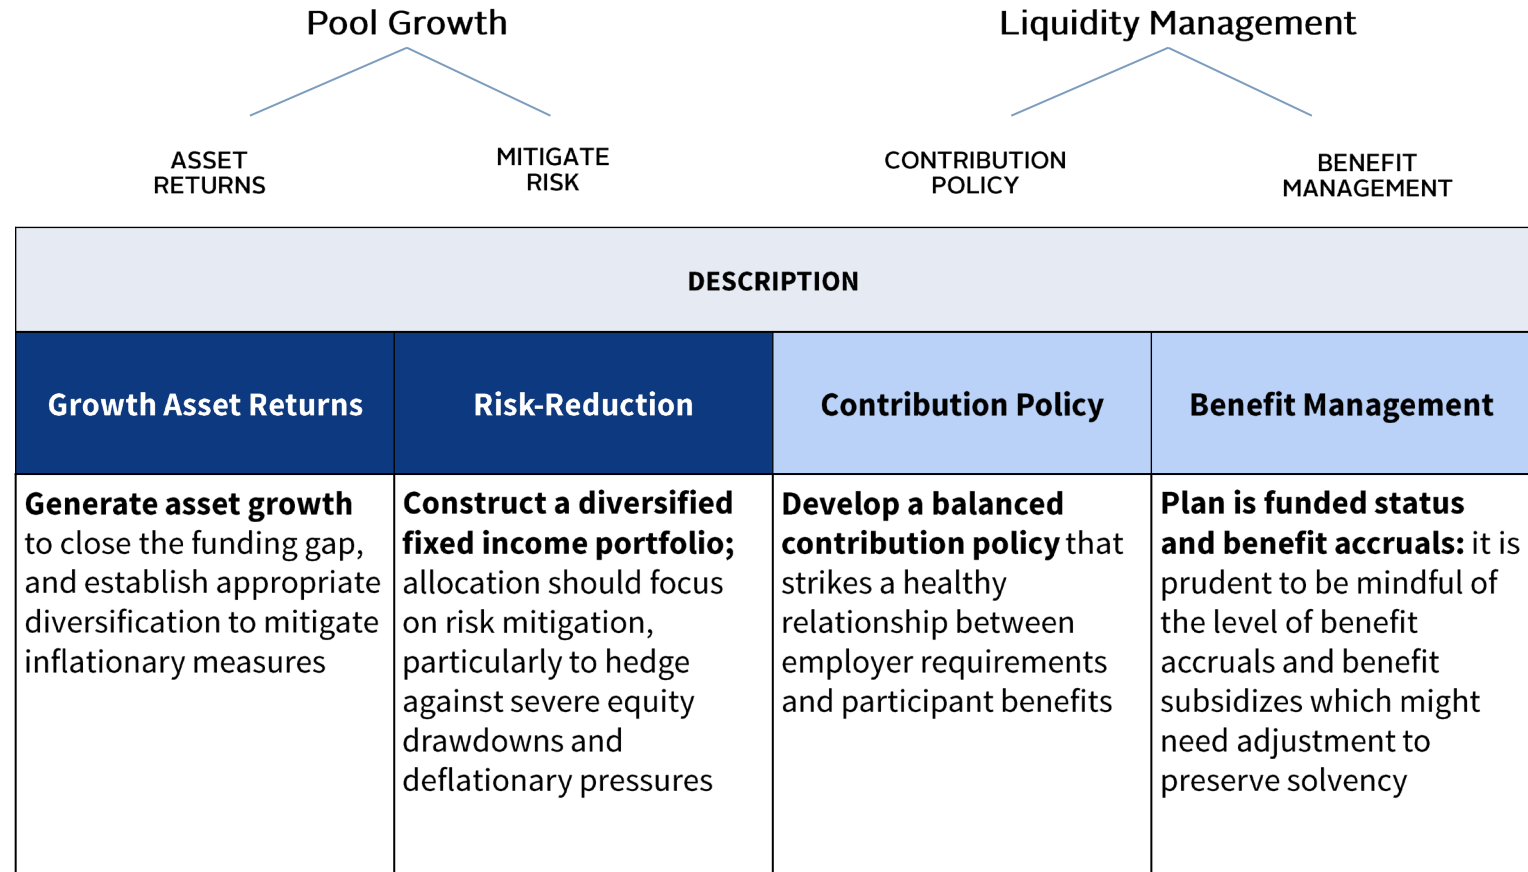 Pool Growth
Liquidity Management
ASSET
RETURNS
MITIGATE
RISK
CONTRIBUTION
POLICY
BENEFIT
MANAGEMENT
DESCRIPTION
Growth Asset Returns
Risk-Reduction
Contribution Policy
Benefit Management
Generate asset growth
to close the funding gap,
and establish appropriate
diversification to mitigate
inflationary measures
Construct a diversified
fixed income portfolio;
allocation should focus
on risk mitigation,
particularly to hedge
against severe equity
drawdowns and
deflationary pressures
Develop a balanced
contribution policy that
strikes a healthy
relationship between
employer requirements
and participant benefits
Plan is funded status
and benefit accruals: it is
prudent to be mindful of
the level of benefit
accruals and benefit
subsidizes which might
need adjustment to
preserve solvency